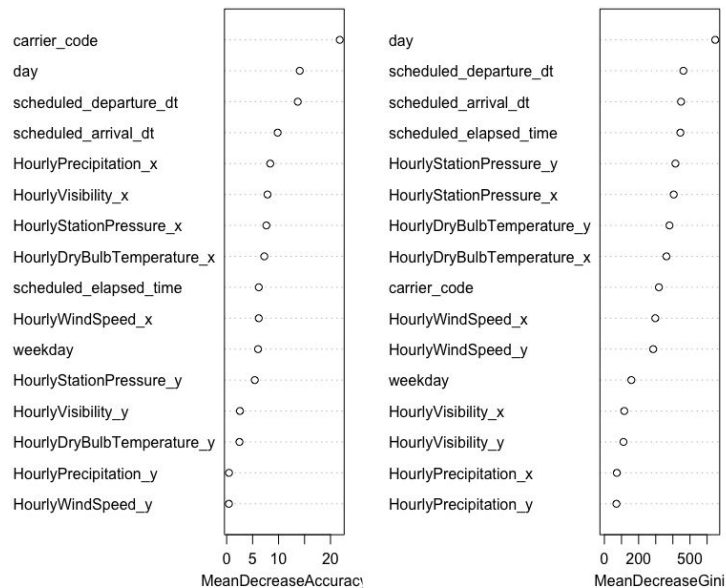 carrier_code
day
scheduled_departure_dt
scheduled_arrival_dt
HourlyPrecipitation_x
HourlyVisibility_x
HourlyStationPressure_x
HourlyDryBulbTemperature_x
scheduled_elapsed_time
HourlyWindSpeed_x
weekday
HourlyStationPressure_y
HourlyVisibility_y
HourlyDryBulbTemperature_y
HourlyPrecipitation_y
HourlyWindSpeed_y
0 5 10 20
MeanDecreaseAccuracy
day
scheduled_departure_dt
scheduled_arrival_dt
scheduled_elapsed_time
HourlyStationPressure_y
HourlyStationPressure_x
HourlyDryBulbTemperature_y
HourlyDryBulbTemperature_x
carrier_code
HourlyWindSpeed_x
HourlyWindSpeed_y
weekday
HourlyVisibility_x
HourlyVisibility_y
HourlyPrecipitation_x
HourlyPrecipitation_y
0 200 500
MeanDecreaseGini